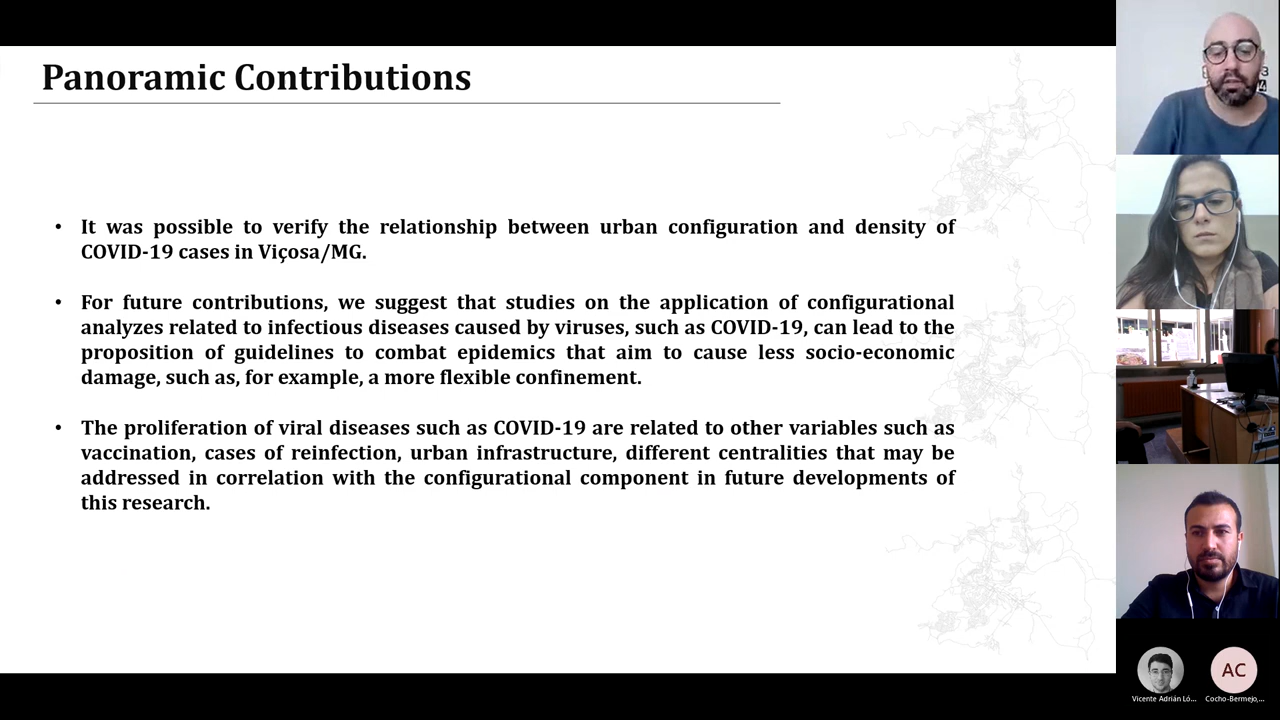 Panoramic Contributions
• It was possible to verify the relationship between urban configuration and density of
COVID-19 cases in Viçosa/MG.
• For future contributions, we suggest that studies on the application of configurational
analyzes related to infectious diseases caused by viruses, such as COVID-19, can lead to the
proposition of guidelines to combat epidemics that aim to cause less socio-economic
damage, such as, for example, a more flexible confinement.
• The proliferation of viral diseases such as COVID-19 are related to other variables such as
vaccination, cases of reinfection, urban infrastructure, different centralities that may be
addressed in correlation with the configurational component in future developments of
this research.
AC
Vicente Adrián Ló...
Cocho-Bermejo,...